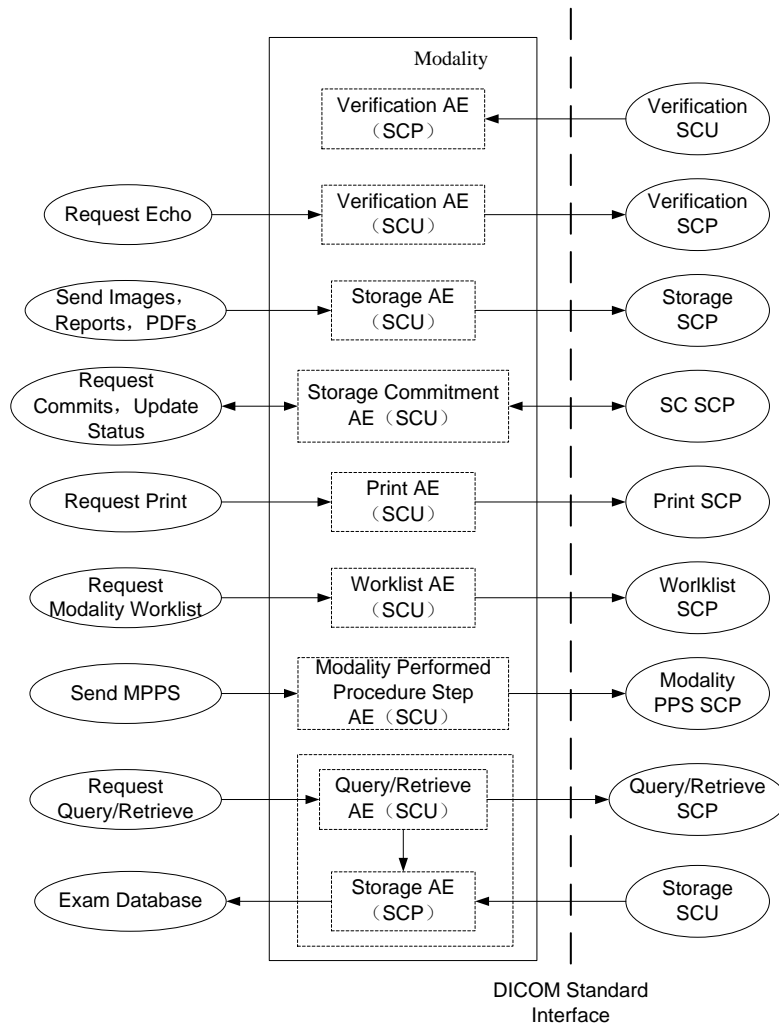 Modality
Verification AE
（SCP）
Verification
SCU
Request Echo
Verification AE
（SCU）
Verification
SCP
Send Images，
Reports，PDFs
Storage AE
（SCU）
Storage
SCP
Request
Commits，Update
Status
Storage Commitment
AE（SCU）
SC SCP
Request Print
Print AE
（SCU）
Print SCP
Request
Modality Worklist
Worklist AE
（SCU）
Worlklist
SCP
Send MPPS
Modality Performed
Procedure Step
AE（SCU）
Modality
PPS SCP
Request
Query/Retrieve
Query/Retrieve
AE（SCU）
Query/Retrieve
SCP
Exam Database
Storage AE
（SCP）
Storage
SCU
DICOM Standard
Interface